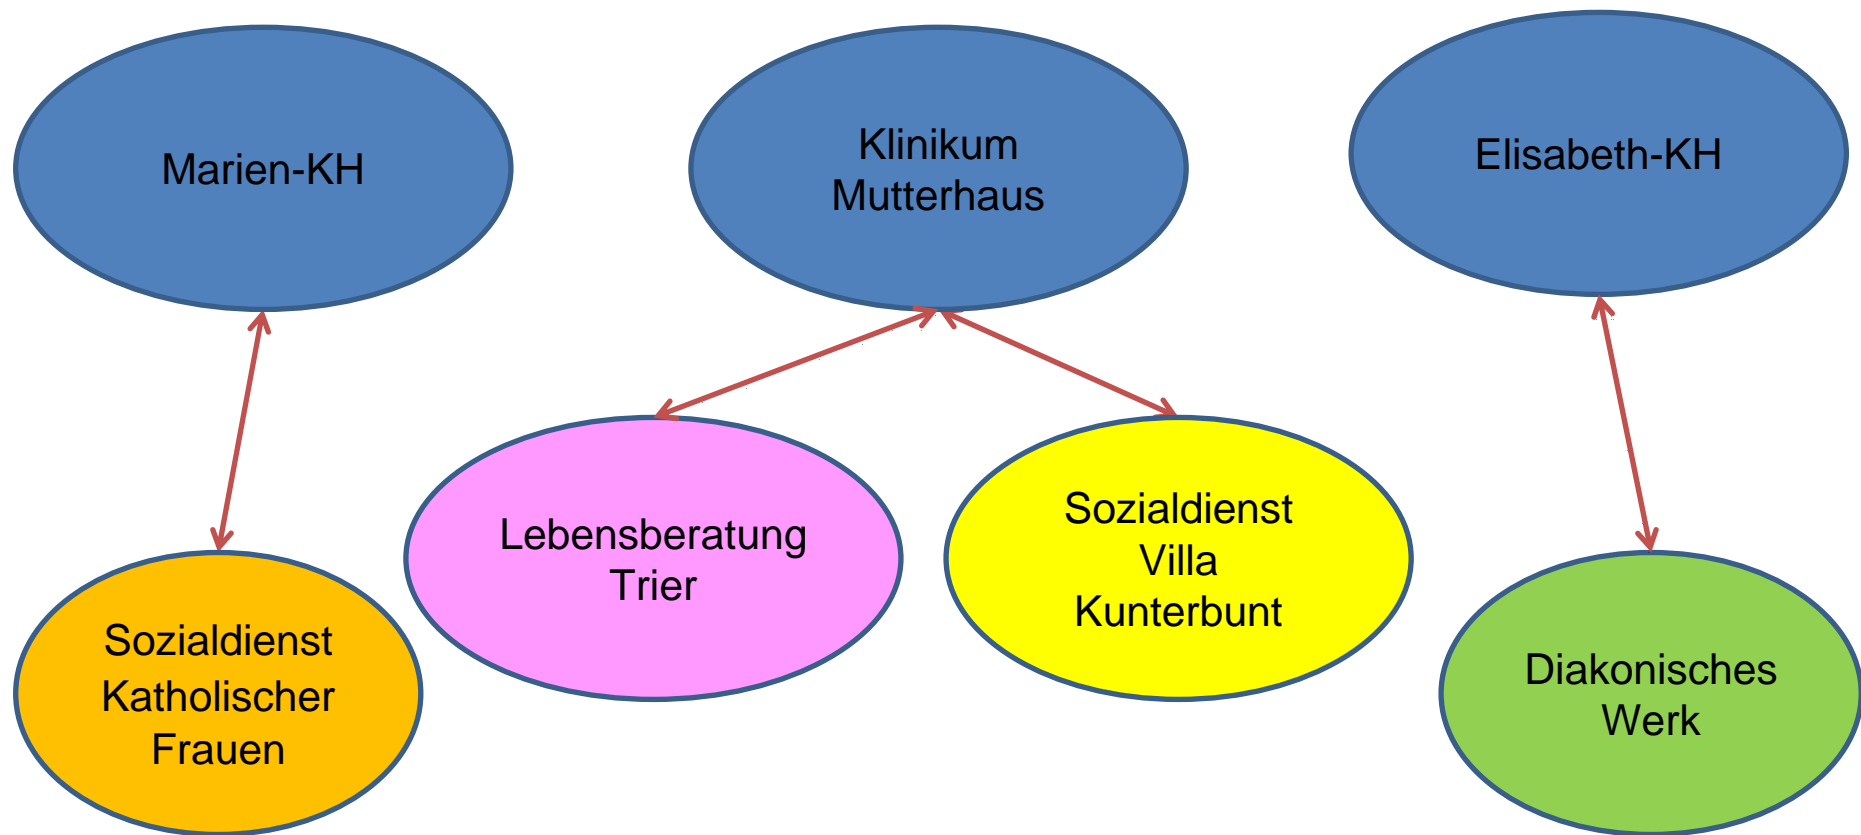 Marien-KH
Klinikum
Mutterhaus
Elisabeth-KH
Sozialdienst
Katholischer
Frauen
Lebensberatung
Trier
Sozialdienst
Villa
Kunterbunt
Diakonisches
Werk